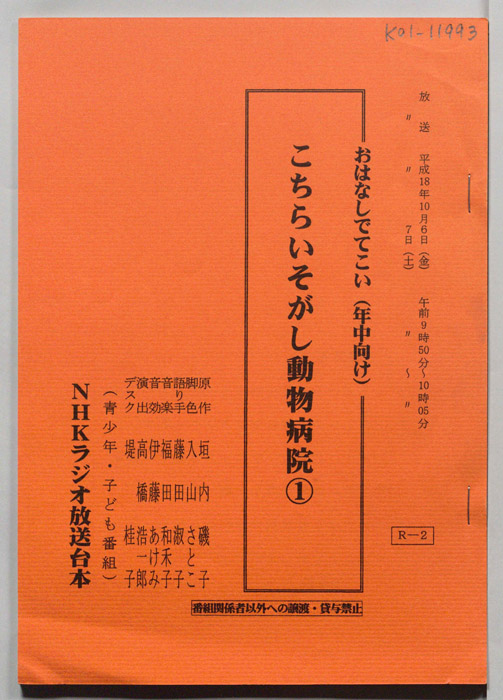 K01-11993
放送 平成18年10月6日（金） 午前9時50分～10時05分
〃 〃 7日（土） 〃 ～ 〃
R―2
おはなしでてこい（年中向け）
こちらいそがし動物病院①
番組関係者以外への譲渡・貸与禁止
原作 垣内磯子
脚色 入山さとこ
語り手 藤田淑子
音楽 福田和禾子
音効 伊藤あけみ
演出 高橋浩一郎
デスク 堤桂子
（青少年・子ども番組）
NHKラジオ放送台本